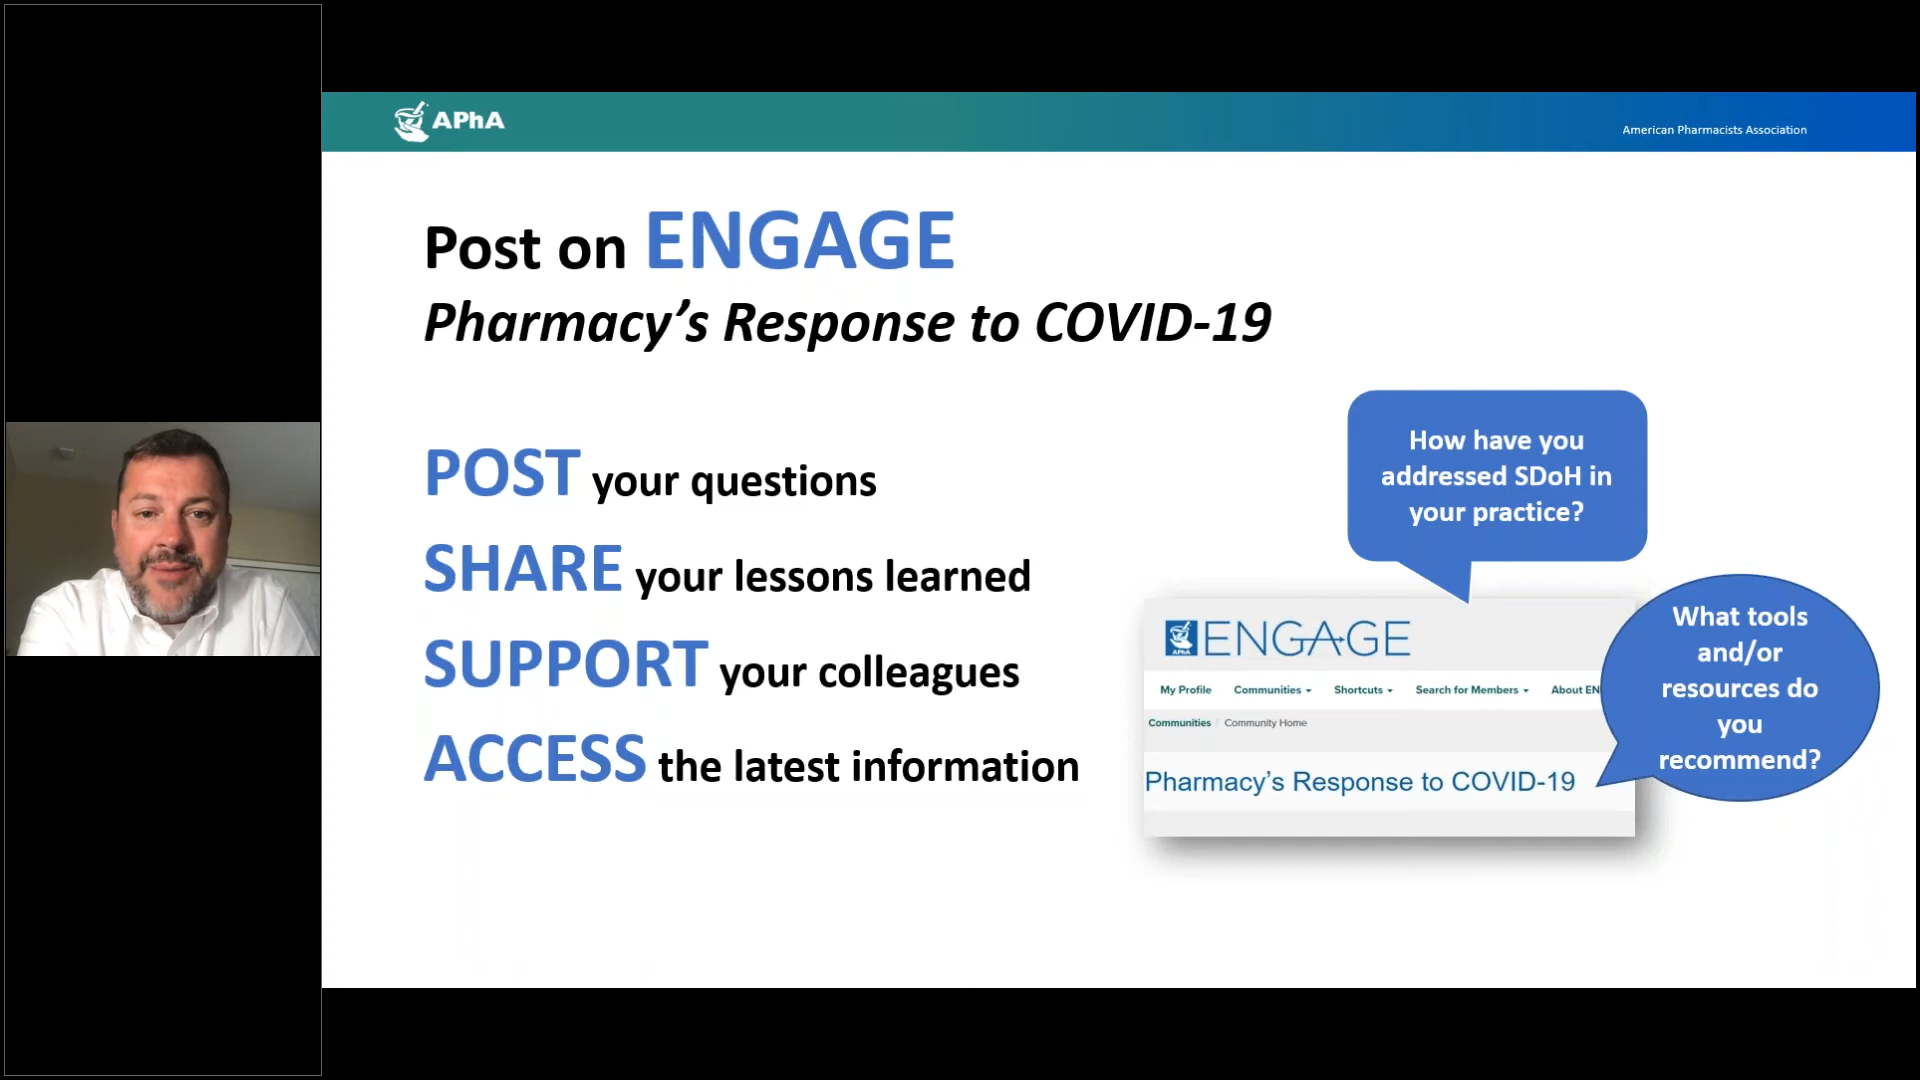 APhA
American Pharmacists Association
Post on ENGAGE
Pharmacy’s Response to COVID-19
POST your questions
SHARE your lessons learned
SUPPORT your colleagues
ACCESS the latest information
How have you
addressed SDoH in
your practice?
What tools
and/or
resources do
you
recommend?
APhA
ENGAGE
My Profile Communities Shortcuts Search for Members About EN
Communities / Community Home
Pharmacy's Response to COVID-19